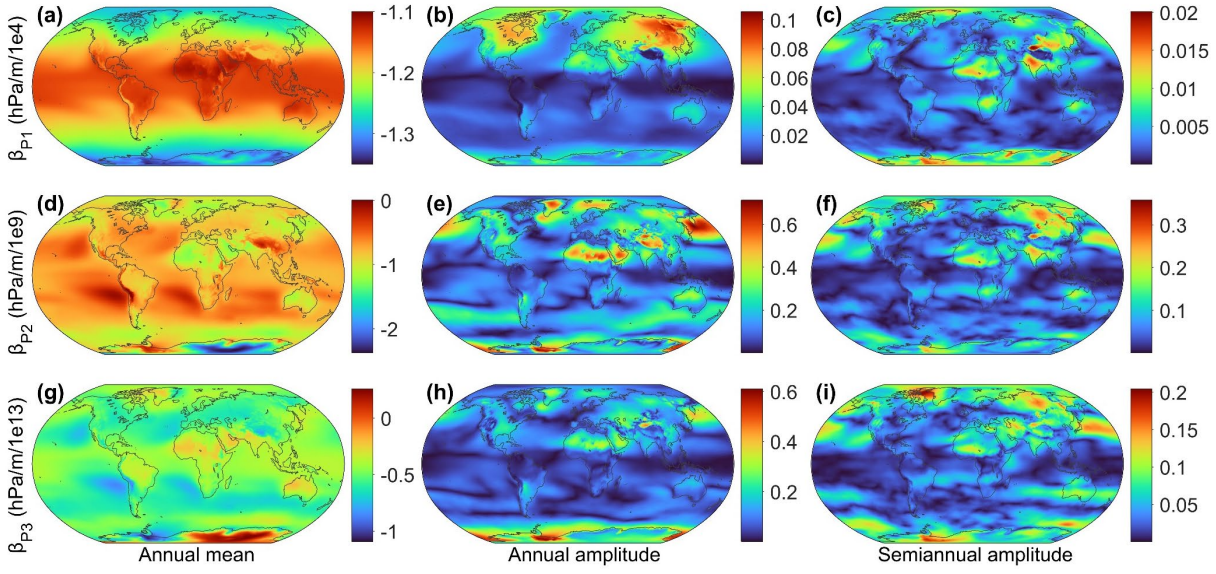 (a)
-1.1
-1.2
-1.3
(b)
0.1
0.08
0.06
0.04
0.02
(c)
0.02
0.015
0.01
0.005
βP1 (hPa/m/1e4)
(d)
0
-1
-2
(e)
0.6
0.4
0.2
(f)
0.3
0.2
0.1
βP2 (hPa/m/1e9)
(g)
0
-0.5
-1
(h)
0.6
0.4
0.2
(i)
0.2
0.15
0.1
0.05
βP3 (hPa/m/1e13)
Annual mean
Annual amplitude
Semiannual amplitude